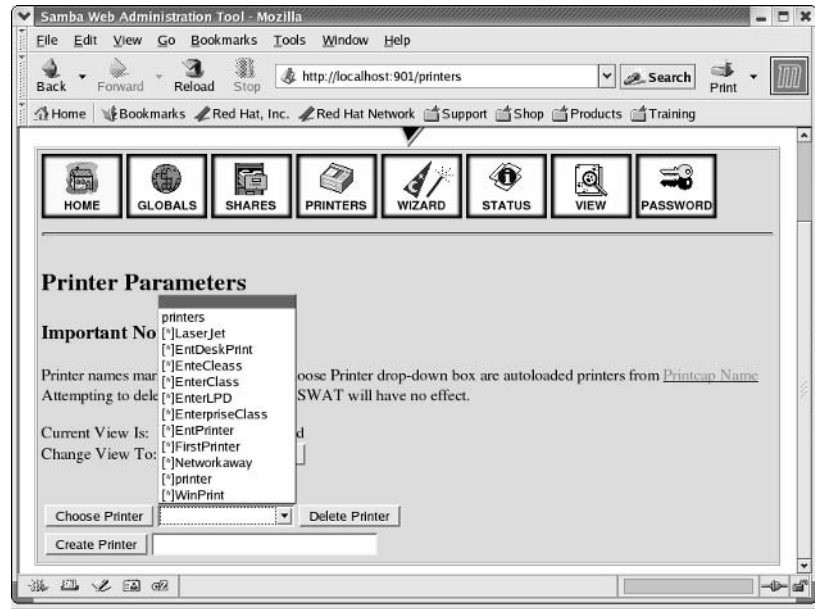 Samba Web Administration Tool - Mozilla
File Edit View Go Bookmarks Tools Window Help
Back Forward Reload Stop http://localhost:901/printers Search Print
Home Bookmarks Red Hat, Inc. Red Hat Network Support Shop Products Training
HOME GLOBALS SHARES PRINTERS WIZARD STATUS VIEW PASSWORD
Printer Parameters
Important No
printers
[*]LaserJet
[*]EntDeskPrint
[*]EnteCleass
[*]EnterClass
[*]EnterLPD
[*]EnterpriseClass
[*]EntPrinter
[*]FirstPrinter
[*]Networkaway
[*]printer
[*]WinPrint
Printer names mar oose Printer drop-down box are autoloaded printers from Printcap Name
Attempting to dele SWAT will have no effect.
Current View Is: d
Change View To:
Choose Printer Delete Printer
Create Printer